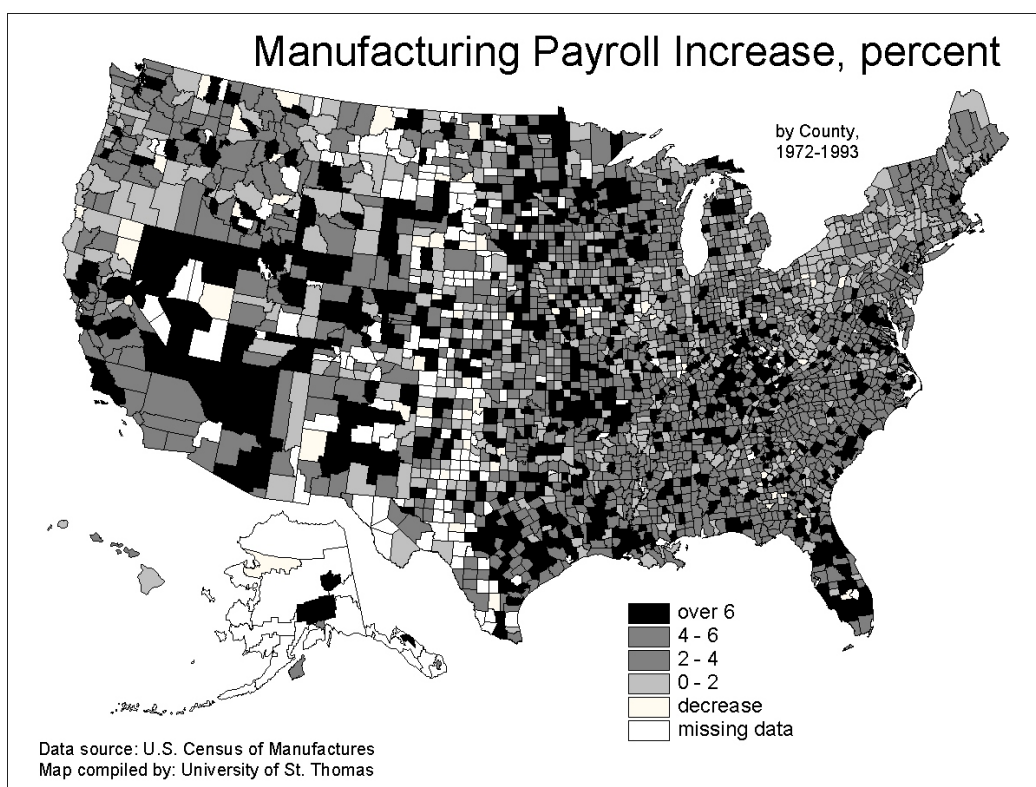 Manufacturing Payroll Increase, percent
by County,
1972-1993
over 6
4 - 6
2 - 4
0 - 2
decrease
missing data
Data source: U.S. Census of Manufactures
Map compiled by: University of St. Thomas